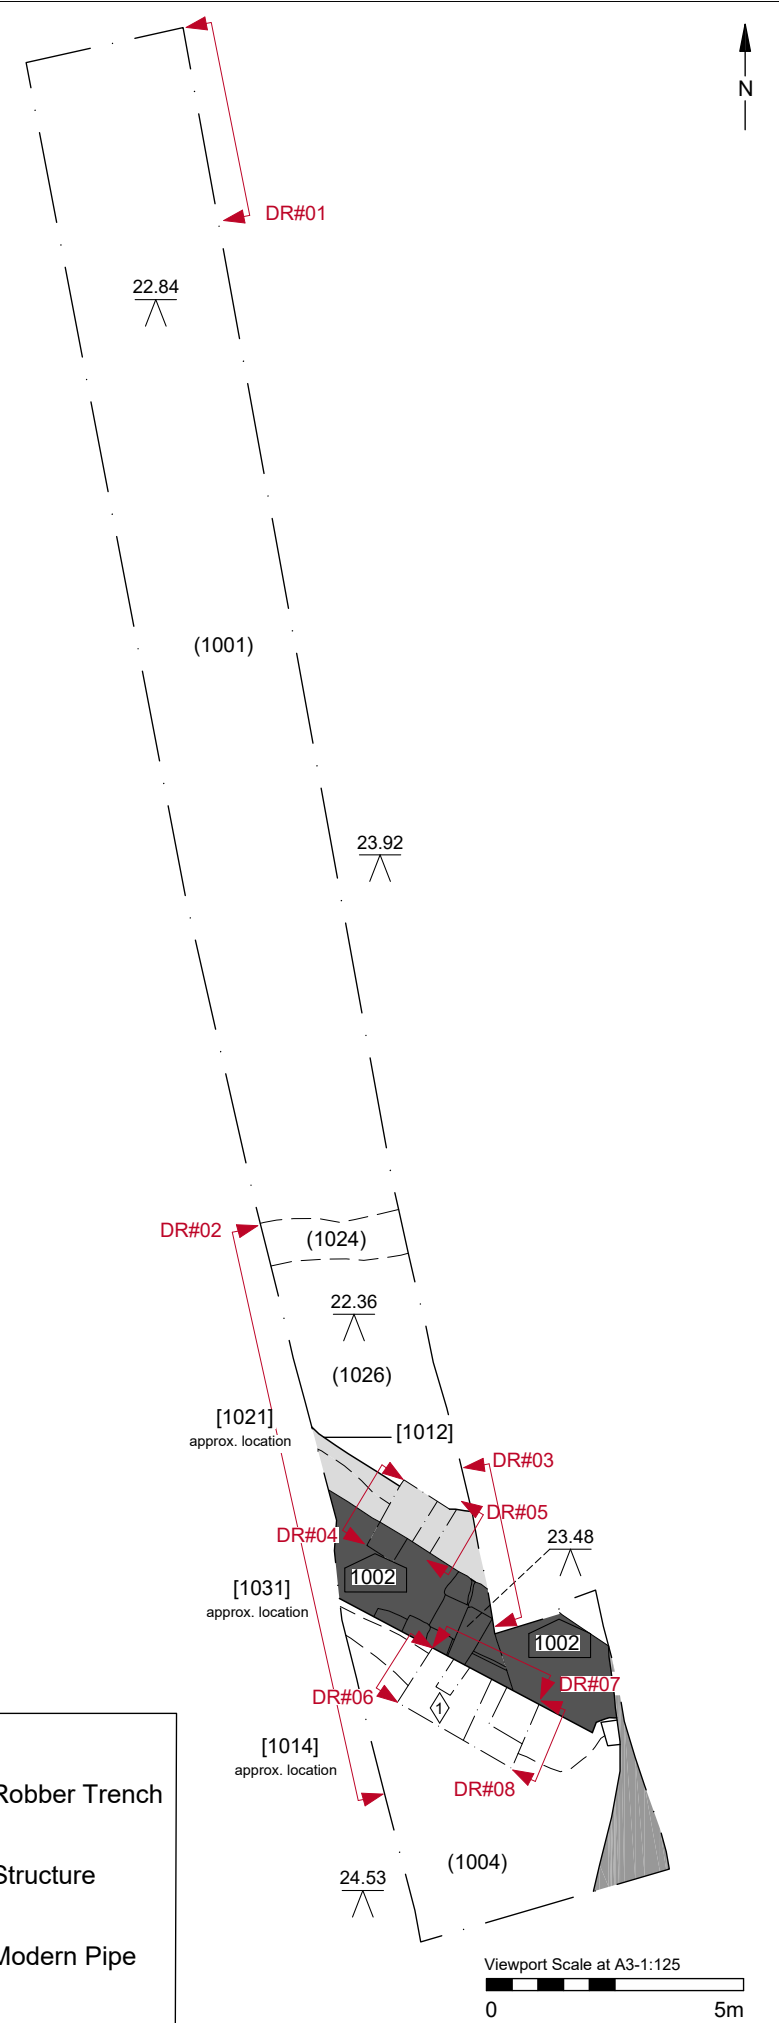 N
DR#01
22.84
(1001)
23.92
DR#02
(1024)
22.36
(1026)
[1021]
approx. location
[1012]
DR#03
DR#05
DR#04
23.48
1002
[1031]
approx. location
1002
DR#07
DR#06
1
[1014]
approx. location
DR#08
Robber Trench
(1004)
Structure
24.53
Modern Pipe
Viewport Scale at A3-1:125
0 5m